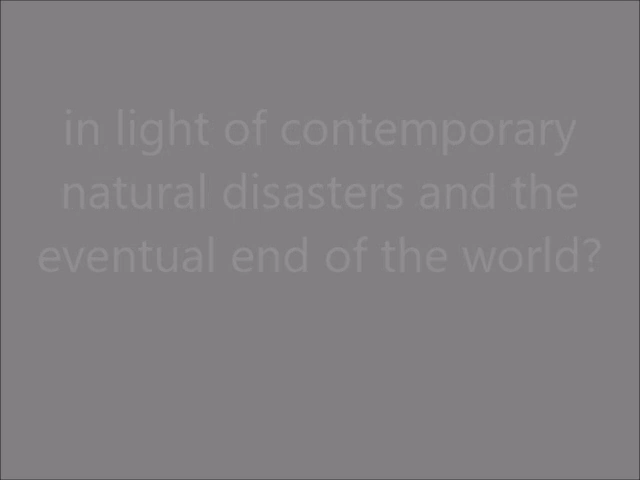 in light of contemporary
natural disasters and the
eventual end of the world?